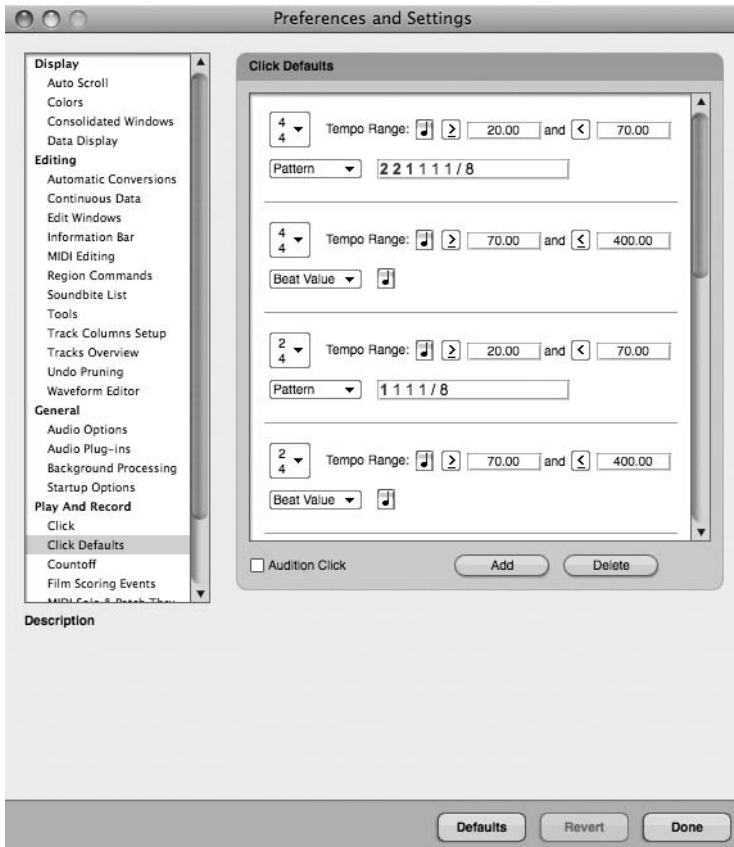 Preferences and Settings
Display
Auto Scroll
Colors
Consolidated Windows
Data Display
Editing
Automatic Conversions
Continuous Data
Edit Windows
Information Bar
MIDI Editing
Region Commands
Soundbite List
Tools
Track Columns Setup
Tracks Overview
Undo Pruning
Waveform Editor
General
Audio Options
Audio Plug-ins
Background Processing
Startup Options
Play And Record
Click
Click Defaults
Countoff
Film Scoring Events
Click Defaults
4
4
Tempo Range: ≥ 20.00 and < 70.00
Pattern 2 2 1 1 1 1 / 8
4
4
Tempo Range: ≥ 70.00 and ≤ 400.00
Beat Value
2
4
Tempo Range: ≥ 20.00 and < 70.00
Pattern 1 1 1 1 / 8
2
4
Tempo Range: ≥ 70.00 and ≤ 400.00
Beat Value
Audition Click Add Delete
Description
Defaults Revert Done